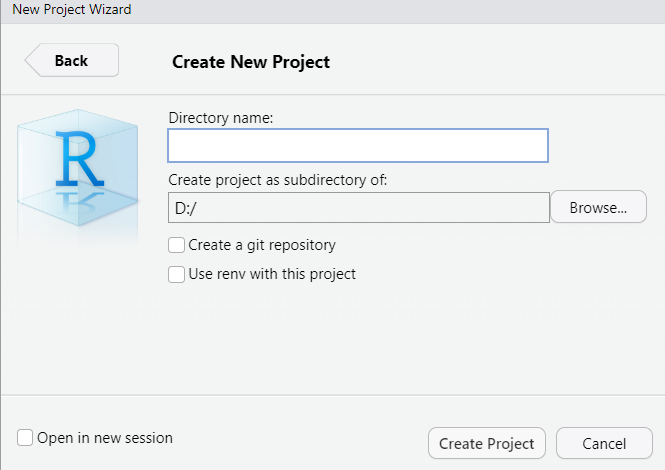 New Project Wizard
Back
Create New Project
R
Directory name:
Create project as subdirectory of:
D:/
Browse...
Create a git repository
Use renv with this project
Open in new session
Create Project
Cancel